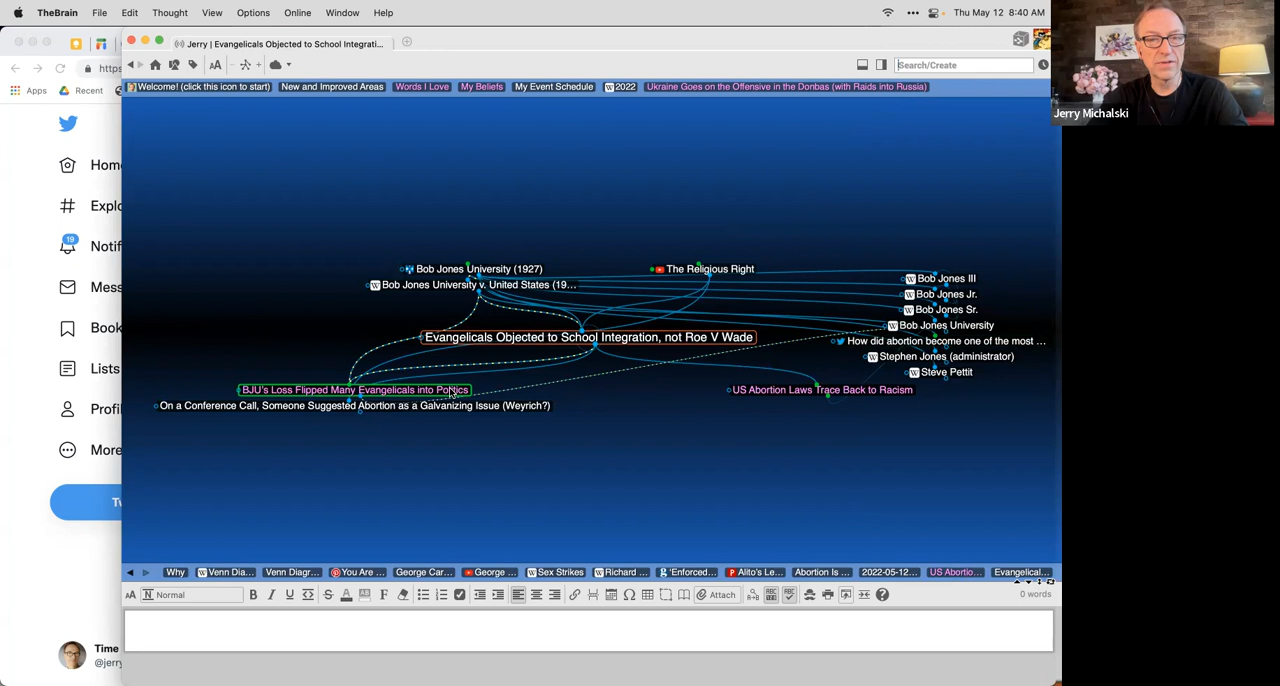 TheBrain File Edit Thought View Options Online Window Help Thu May 12 8:40 AM
Jerry | Evangelicals Objected to School Integrati...
https
Apps Recent
Search/Create
Welcome! (click this icon to start) New and Improved Areas Words I Love My Beliefs My Event Schedule 2022 Ukraine Goes on the Offensive in the Donbas (with Raids into Russia)
Jerry Michalski
Hom
Explo
19
Notif
Mess
Book
Lists
Profil
More
Tw
Time
@jerry
Bob Jones University (1927)
The Religious Right
Bob Jones University v. United States (19...
Bob Jones III
Bob Jones Jr.
Bob Jones Sr.
Bob Jones University
Evangelicals Objected to School Integration, not Roe V Wade
How did abortion become one of the most ...
Stephen Jones (administrator)
Steve Pettit
BJU's Loss Flipped Many Evangelicals into Politics
US Abortion Laws Trace Back to Racism
On a Conference Call, Someone Suggested Abortion as a Galvanizing Issue (Weyrich?)
Why Venn Dia... Venn Diagr... You Are ... George Car... George ... Sex Strikes Richard ... 'Enforced... Alito's Le... Abortion Is ... 2022-05-12... US Abortio... Evangelical...
Normal
Attach
0 words